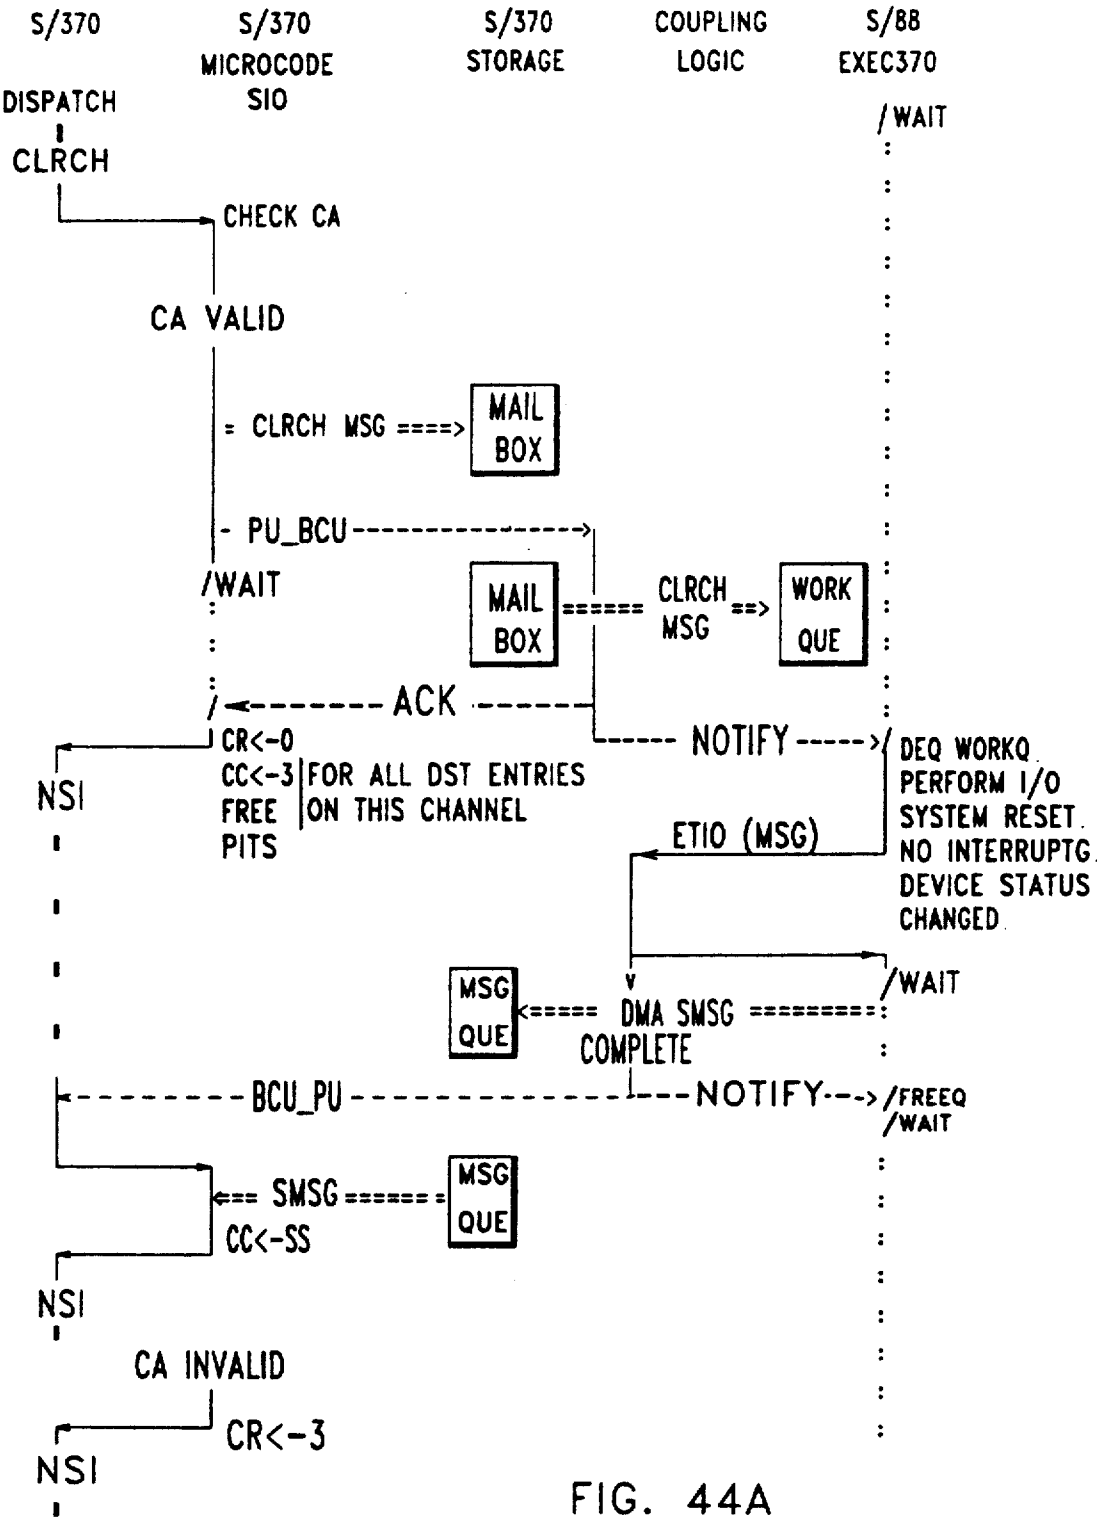 S/370 S/370 S/370 COUPLING S/88
MICROCODE STORAGE LOGIC EXEC370
SIO
DISPATCH
/WAIT
CLRCH
CHECK CA
CA VALID
= CLRCH MSG ====>
MAIL
BOX
- PU_BCU ------------->
/WAIT
MAIL
BOX
====== CLRCH ==>
MSG
WORK
QUE
/ <-------- ACK -------
----- NOTIFY ----->/
CR<-0
CC<-3 FOR ALL DST ENTRIES
FREE ON THIS CHANNEL
PITS
NSI
DEQ WORKQ.
PERFORM I/O
SYSTEM RESET.
NO INTERRUPTG.
DEVICE STATUS
CHANGED.
ETIO (MSG)
/WAIT
MSG
QUE
<===== DMA SMSG =========
COMPLETE
<--------- BCU_PU -------------- NOTIFY ---> /FREEQ
/WAIT
<=== SMSG =======
MSG
QUE
CC<-SS
NSI
CA INVALID
CR<-3
NSI
FIG. 44A